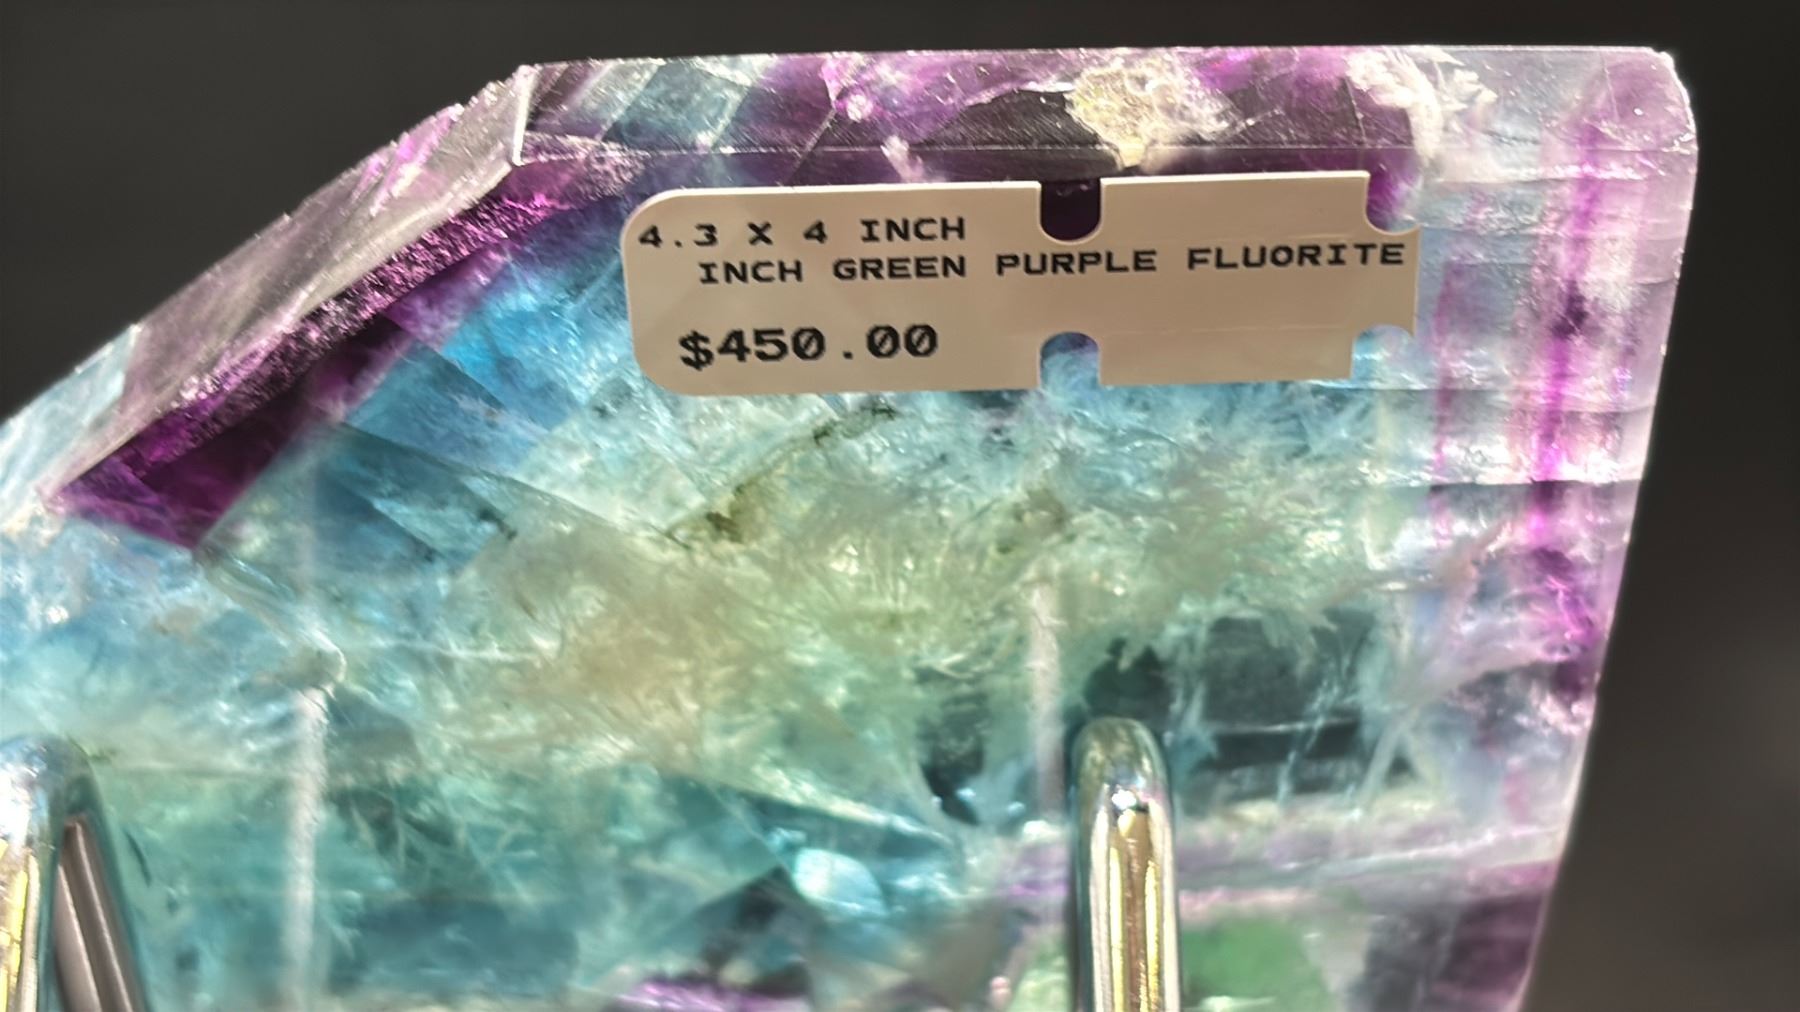 4.3 X 4 INCH
INCH GREEN PURPLE FLUORITE
$450.00